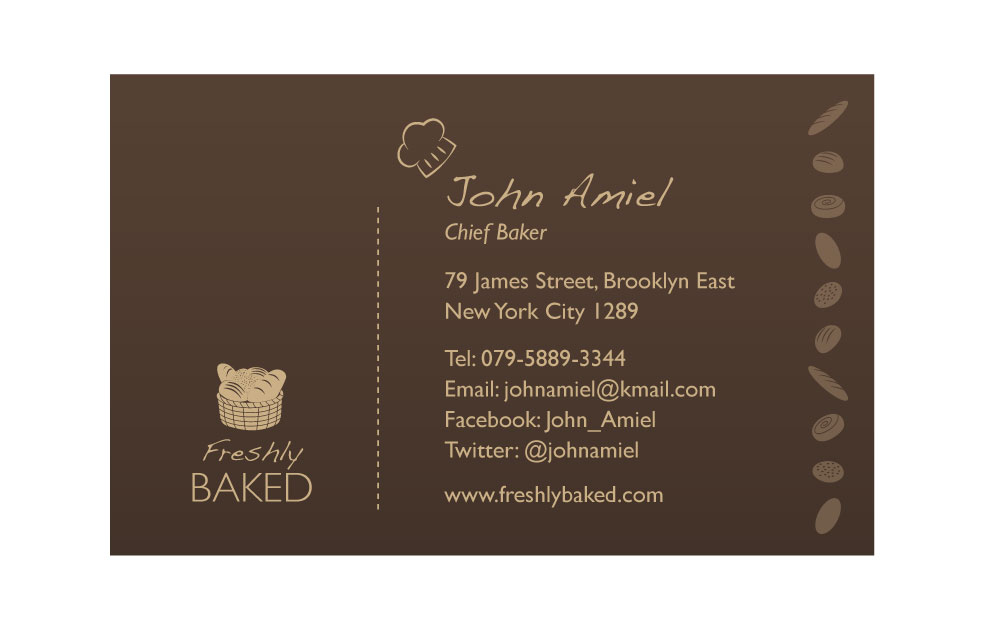 John Amiel
Chief Baker
79 James Street, Brooklyn East
New York City 1289
Tel: 079-5889-3344
Email: johnamiel@kmail.com
Facebook: John_Amiel
Twitter: @johnamiel
www.freshlybaked.com
Freshly
BAKED